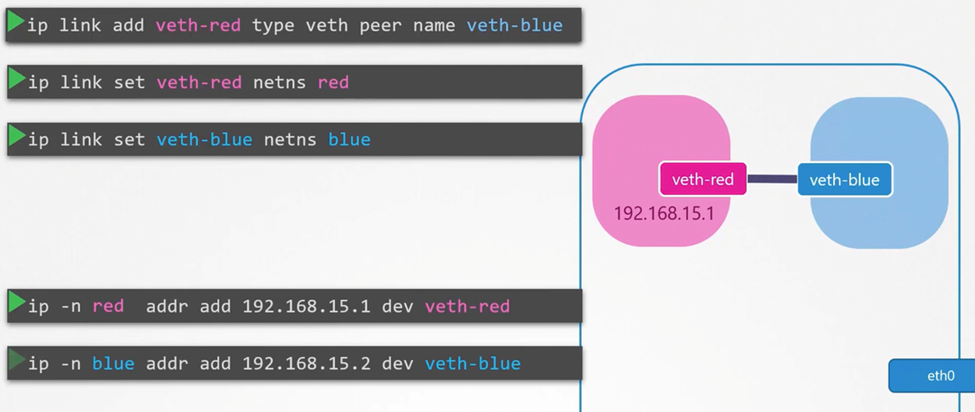 ip link add veth-red type veth peer name veth-blue
ip link set veth-red netns red
ip link set veth-blue netns blue
veth-red
veth-blue
192.168.15.1
ip -n red addr add 192.168.15.1 dev veth-red
ip -n blue addr add 192.168.15.2 dev veth-blue
eth0